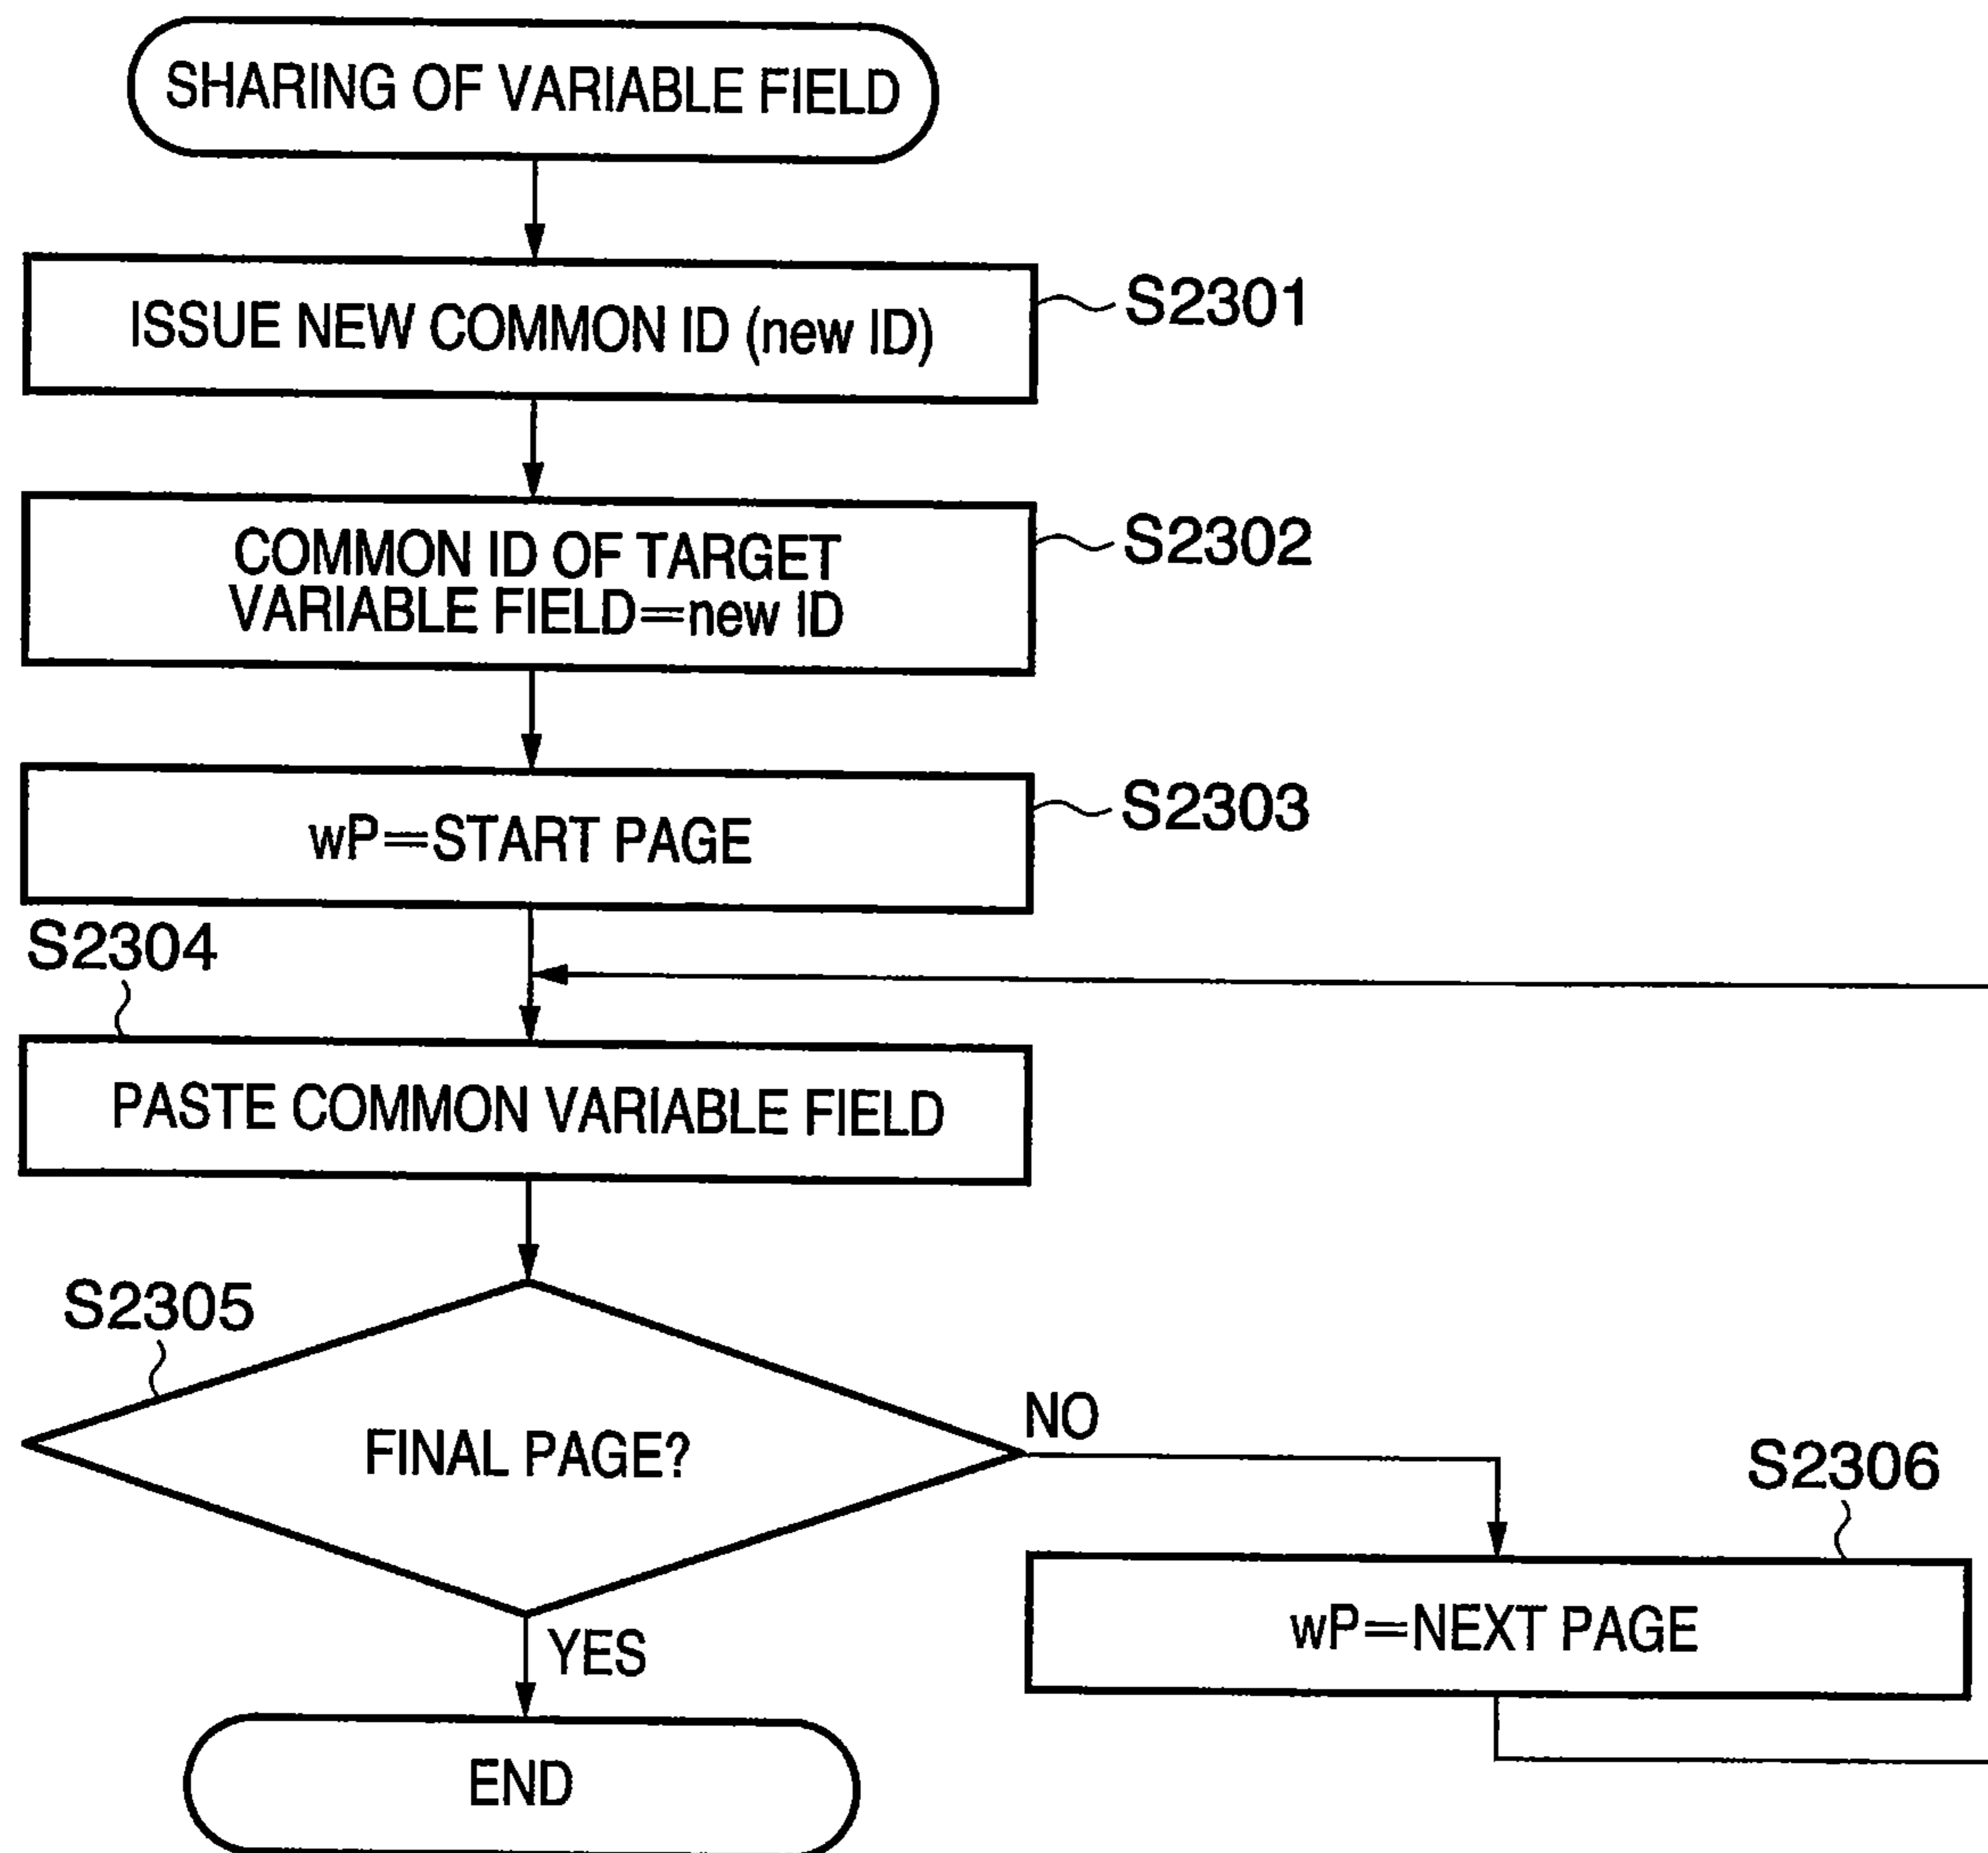 SHARING OF VARIABLE FIELD
ISSUE NEW COMMON ID (new ID)
S2301
COMMON ID OF TARGET
VARIABLE FIELD=new ID
S2302
wP=START PAGE
S2303
S2304
PASTE COMMON VARIABLE FIELD
S2305
FINAL PAGE?
NO
S2306
wP=NEXT PAGE
YES
END